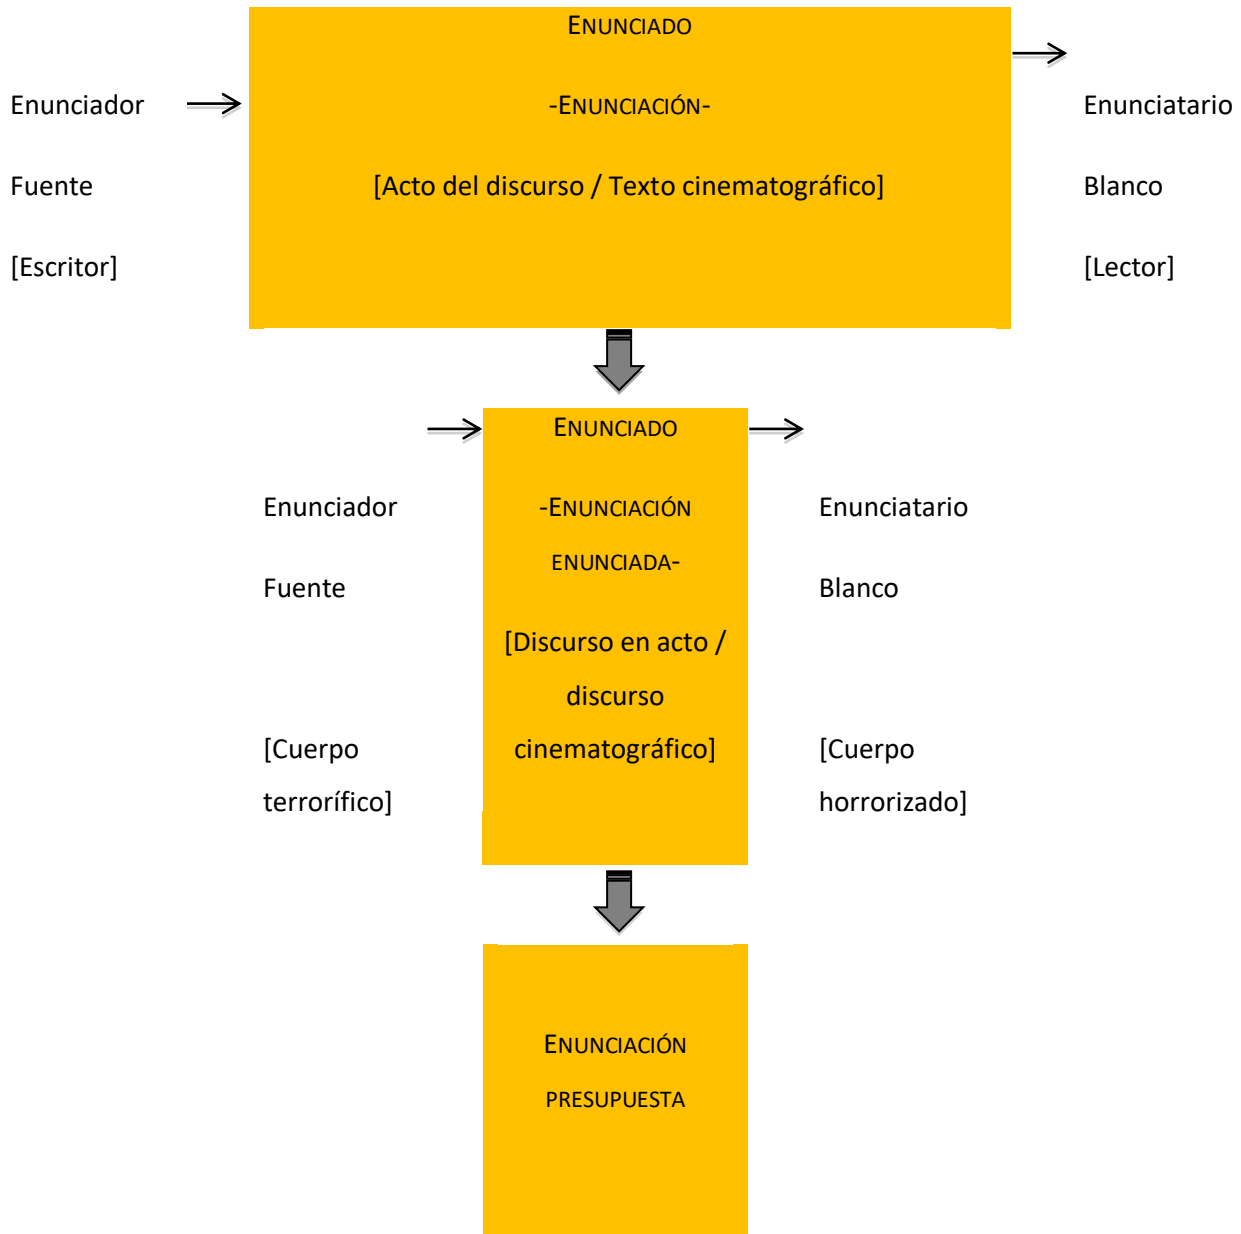 ENUNCIADO
Enunciador
-ENUNCIACIÓN-
Enunciatario
Fuente
[Acto del discurso / Texto cinematográfico]
Blanco
[Escritor]
[Lector]
ENUNCIADO
Enunciador
-ENUNCIACIÓN
Enunciatario
ENUNCIADA-
Fuente
Blanco
[Discurso en acto /
discurso
[Cuerpo
cinematográfico]
[Cuerpo
terrorífico]
horrorizado]
ENUNCIACIÓN
PRESUPUESTA